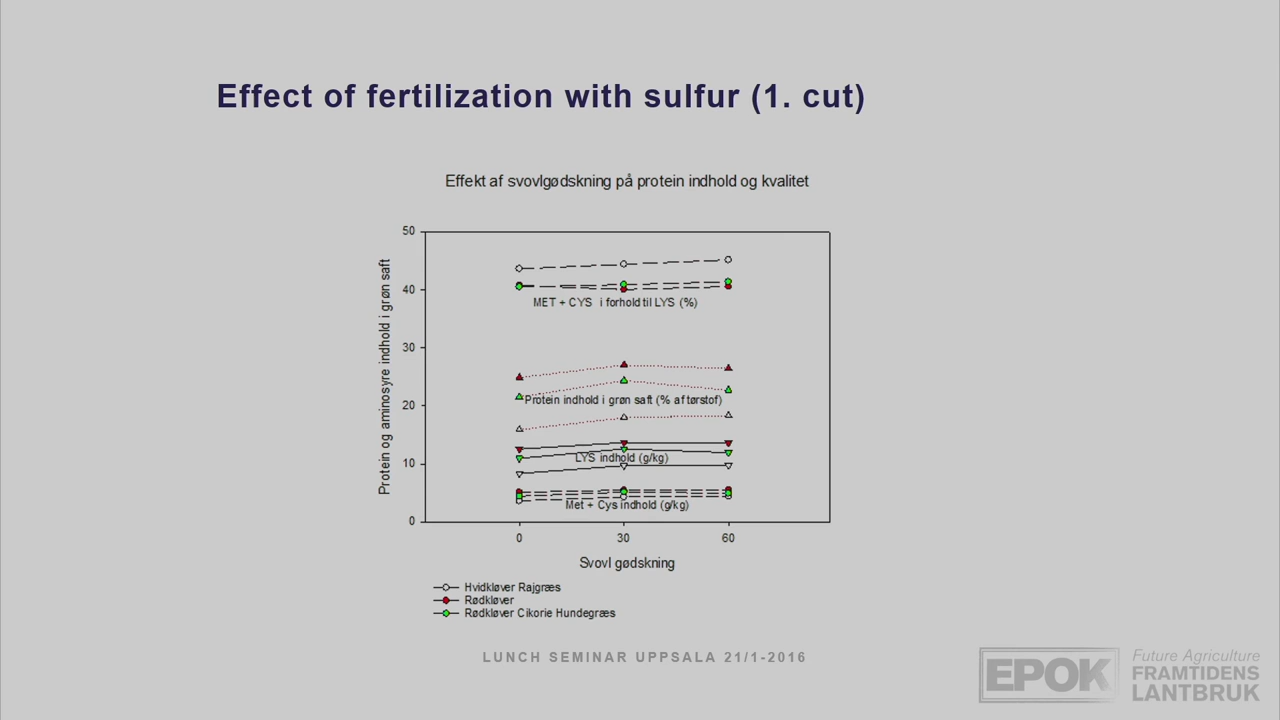 Effect of fertilization with sulfur (1. cut)
Effekt af svovlgødskning på protein indhold og kvalitet
Protein og aminosyre indhold i grøn saft
50
40
30
20
10
0
MET + CYS i forhold til LYS (%)
Protein indhold i grøn saft (% af tørstof)
LYS indhold (g/kg)
Met + Cys indhold (g/kg)
0 30 60
Svovl gødskning
Hvidkløver Rajgræs
Rødkløver
Rødkløver Cikorie Hundegræs
LUNCH SEMINAR UPPSALA 21/1-2016
EPOK
Future Agriculture
FRAMTIDENS
LANTBRUK